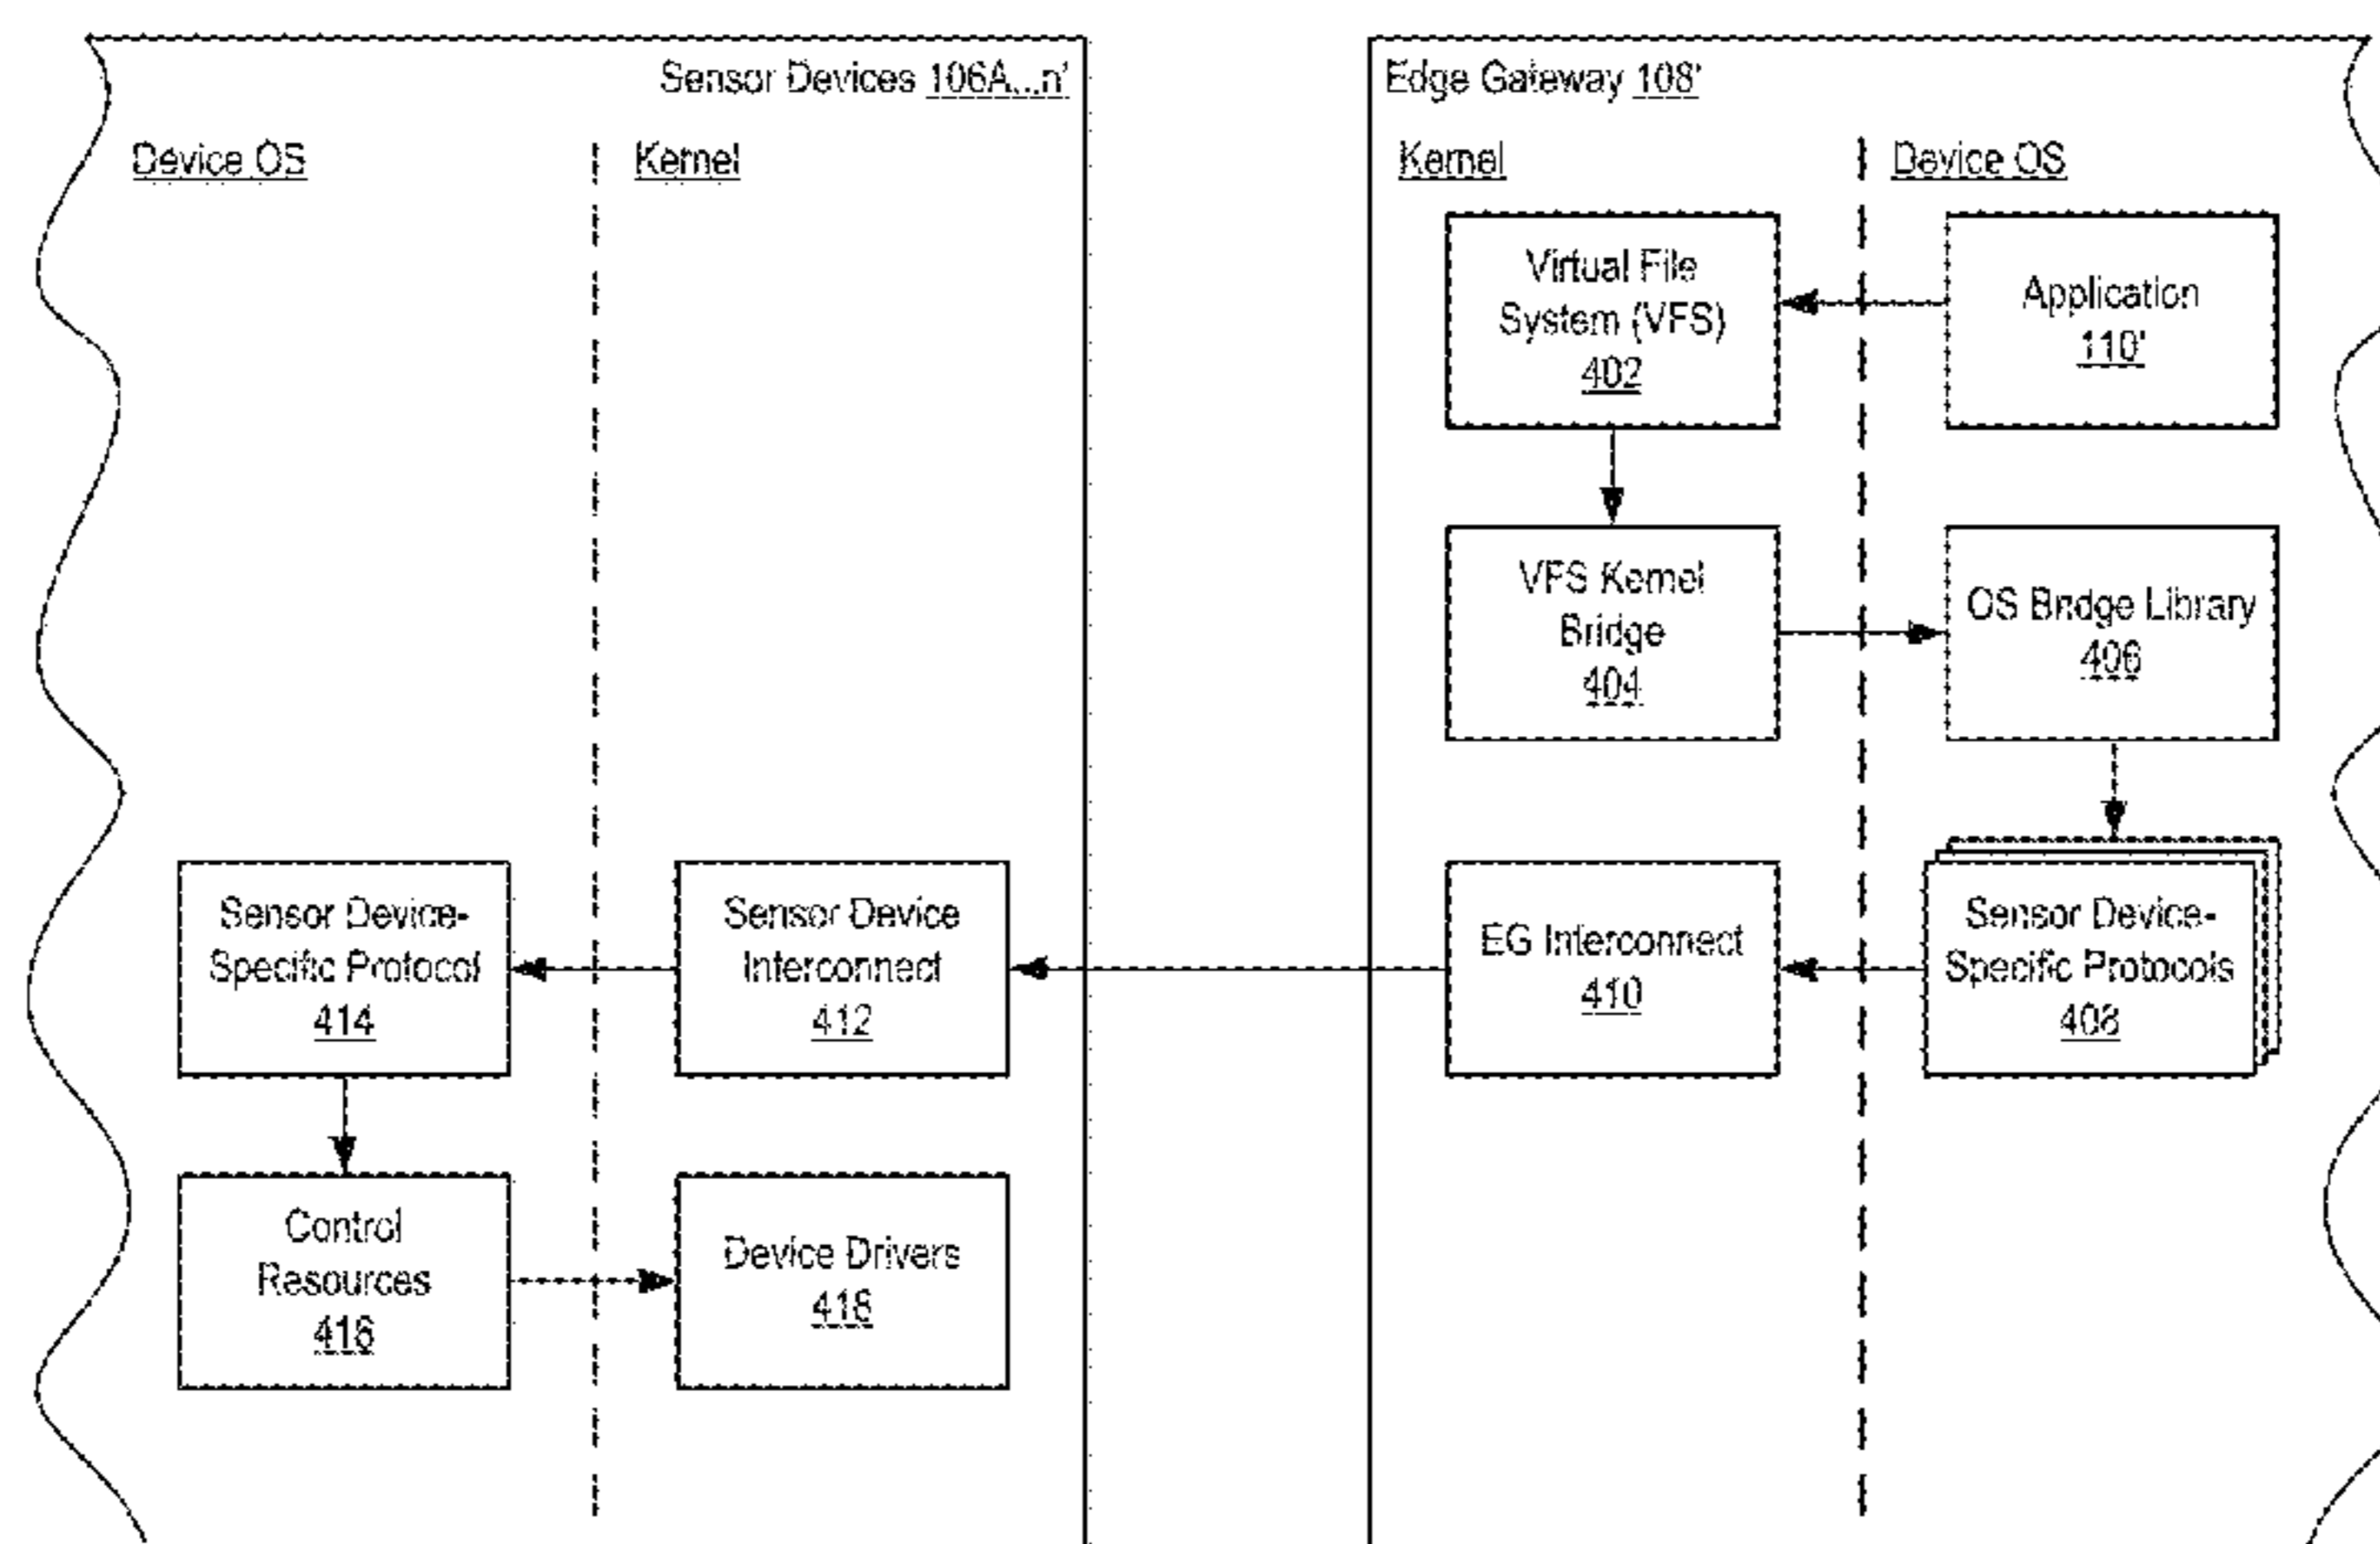 Sensor Devices 106A...n'
Device OS
Kernel
Sensor Device-
Specific Protocol
414
Sensor Device
Interconnect
412
Control
Resources
416
Device Drivers
418
Edge Gateway 108'
Kernel
Device OS
Virtual File
System (VFS)
402
Application
110'
VFS Kernel
Bridge
404
OS Bridge Library
406
EG Interconnect
410
Sensor Device-
Specific Protocols
408